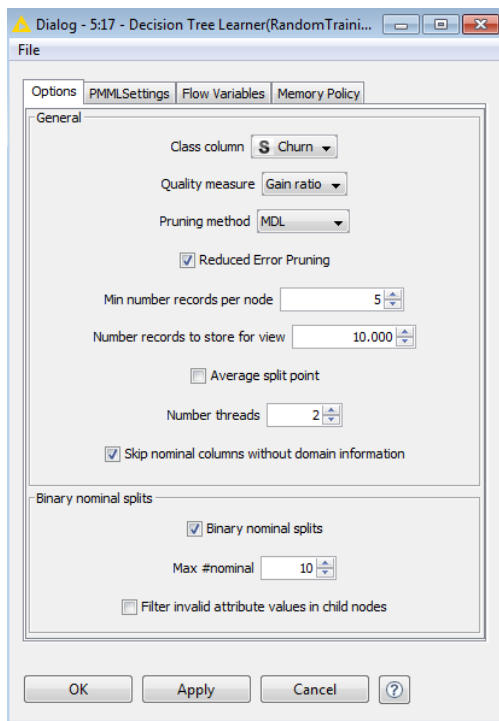 Dialog - 5:17 - Decision Tree Learner(RandomTraini...
File
Options PMMLSettings Flow Variables Memory Policy
General
Class column S Churn
Quality measure Gain ratio
Pruning method MDL
Reduced Error Pruning
Min number records per node 5
Number records to store for view 10.000
Average split point
Number threads 2
Skip nominal columns without domain information
Binary nominal splits
Binary nominal splits
Max #nominal 10
Filter invalid attribute values in child nodes
OK Apply Cancel ?